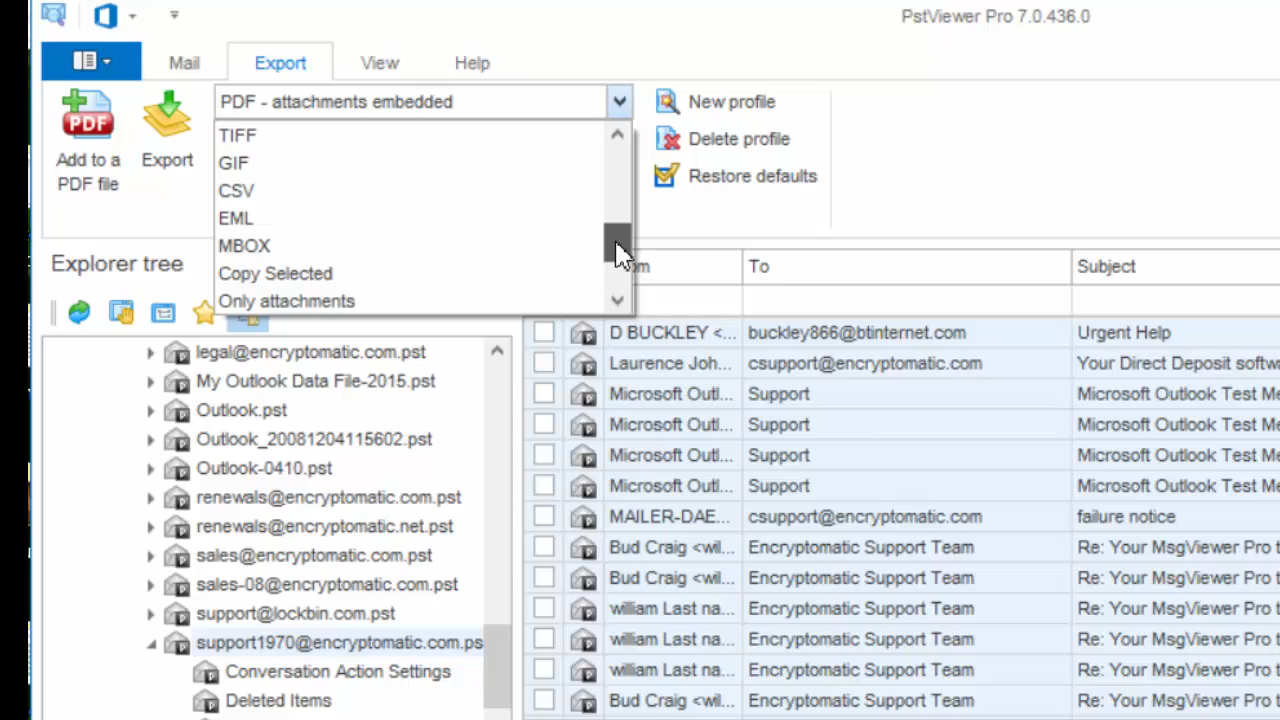 PstViewer Pro 7.0.436.0
Mail Export View Help
PDF - attachments embedded
TIFF
GIF
CSV
EML
MBOX
Copy Selected
Only attachments
PDF
Add to a
PDF file
Export
New profile
Delete profile
Restore defaults
Explorer tree
legal@encryptomatic.com.pst
My Outlook Data File-2015.pst
Outlook.pst
Outlook_20081204115602.pst
Outlook-0410.pst
renewals@encryptomatic.com.pst
renewals@encryptomatic.net.pst
sales@encryptomatic.com.pst
sales-08@encryptomatic.com.pst
support@lockbin.com.pst
support1970@encryptomatic.com.ps
Conversation Action Settings
Deleted Items
To Subject
D BUCKLEY <... buckley866@btinternet.com Urgent Help
Laurence Joh... csupport@encryptomatic.com Your Direct Deposit softwa
Microsoft Outl... Support Microsoft Outlook Test Me
Microsoft Outl... Support Microsoft Outlook Test Me
Microsoft Outl... Support Microsoft Outlook Test Me
Microsoft Outl... Support Microsoft Outlook Test Me
MAILER-DAE... csupport@encryptomatic.com failure notice
Bud Craig <wil... Encryptomatic Support Team Re: Your MsgViewer Pro t
Bud Craig <wil... Encryptomatic Support Team Re: Your MsgViewer Pro t
william Last na... Encryptomatic Support Team Re: Your MsgViewer Pro t
william Last na... Encryptomatic Support Team Re: Your MsgViewer Pro t
william Last na... Encryptomatic Support Team Re: Your MsgViewer Pro t
Bud Craig <wil... Encryptomatic Support Team Re: Your MsgViewer Pro t